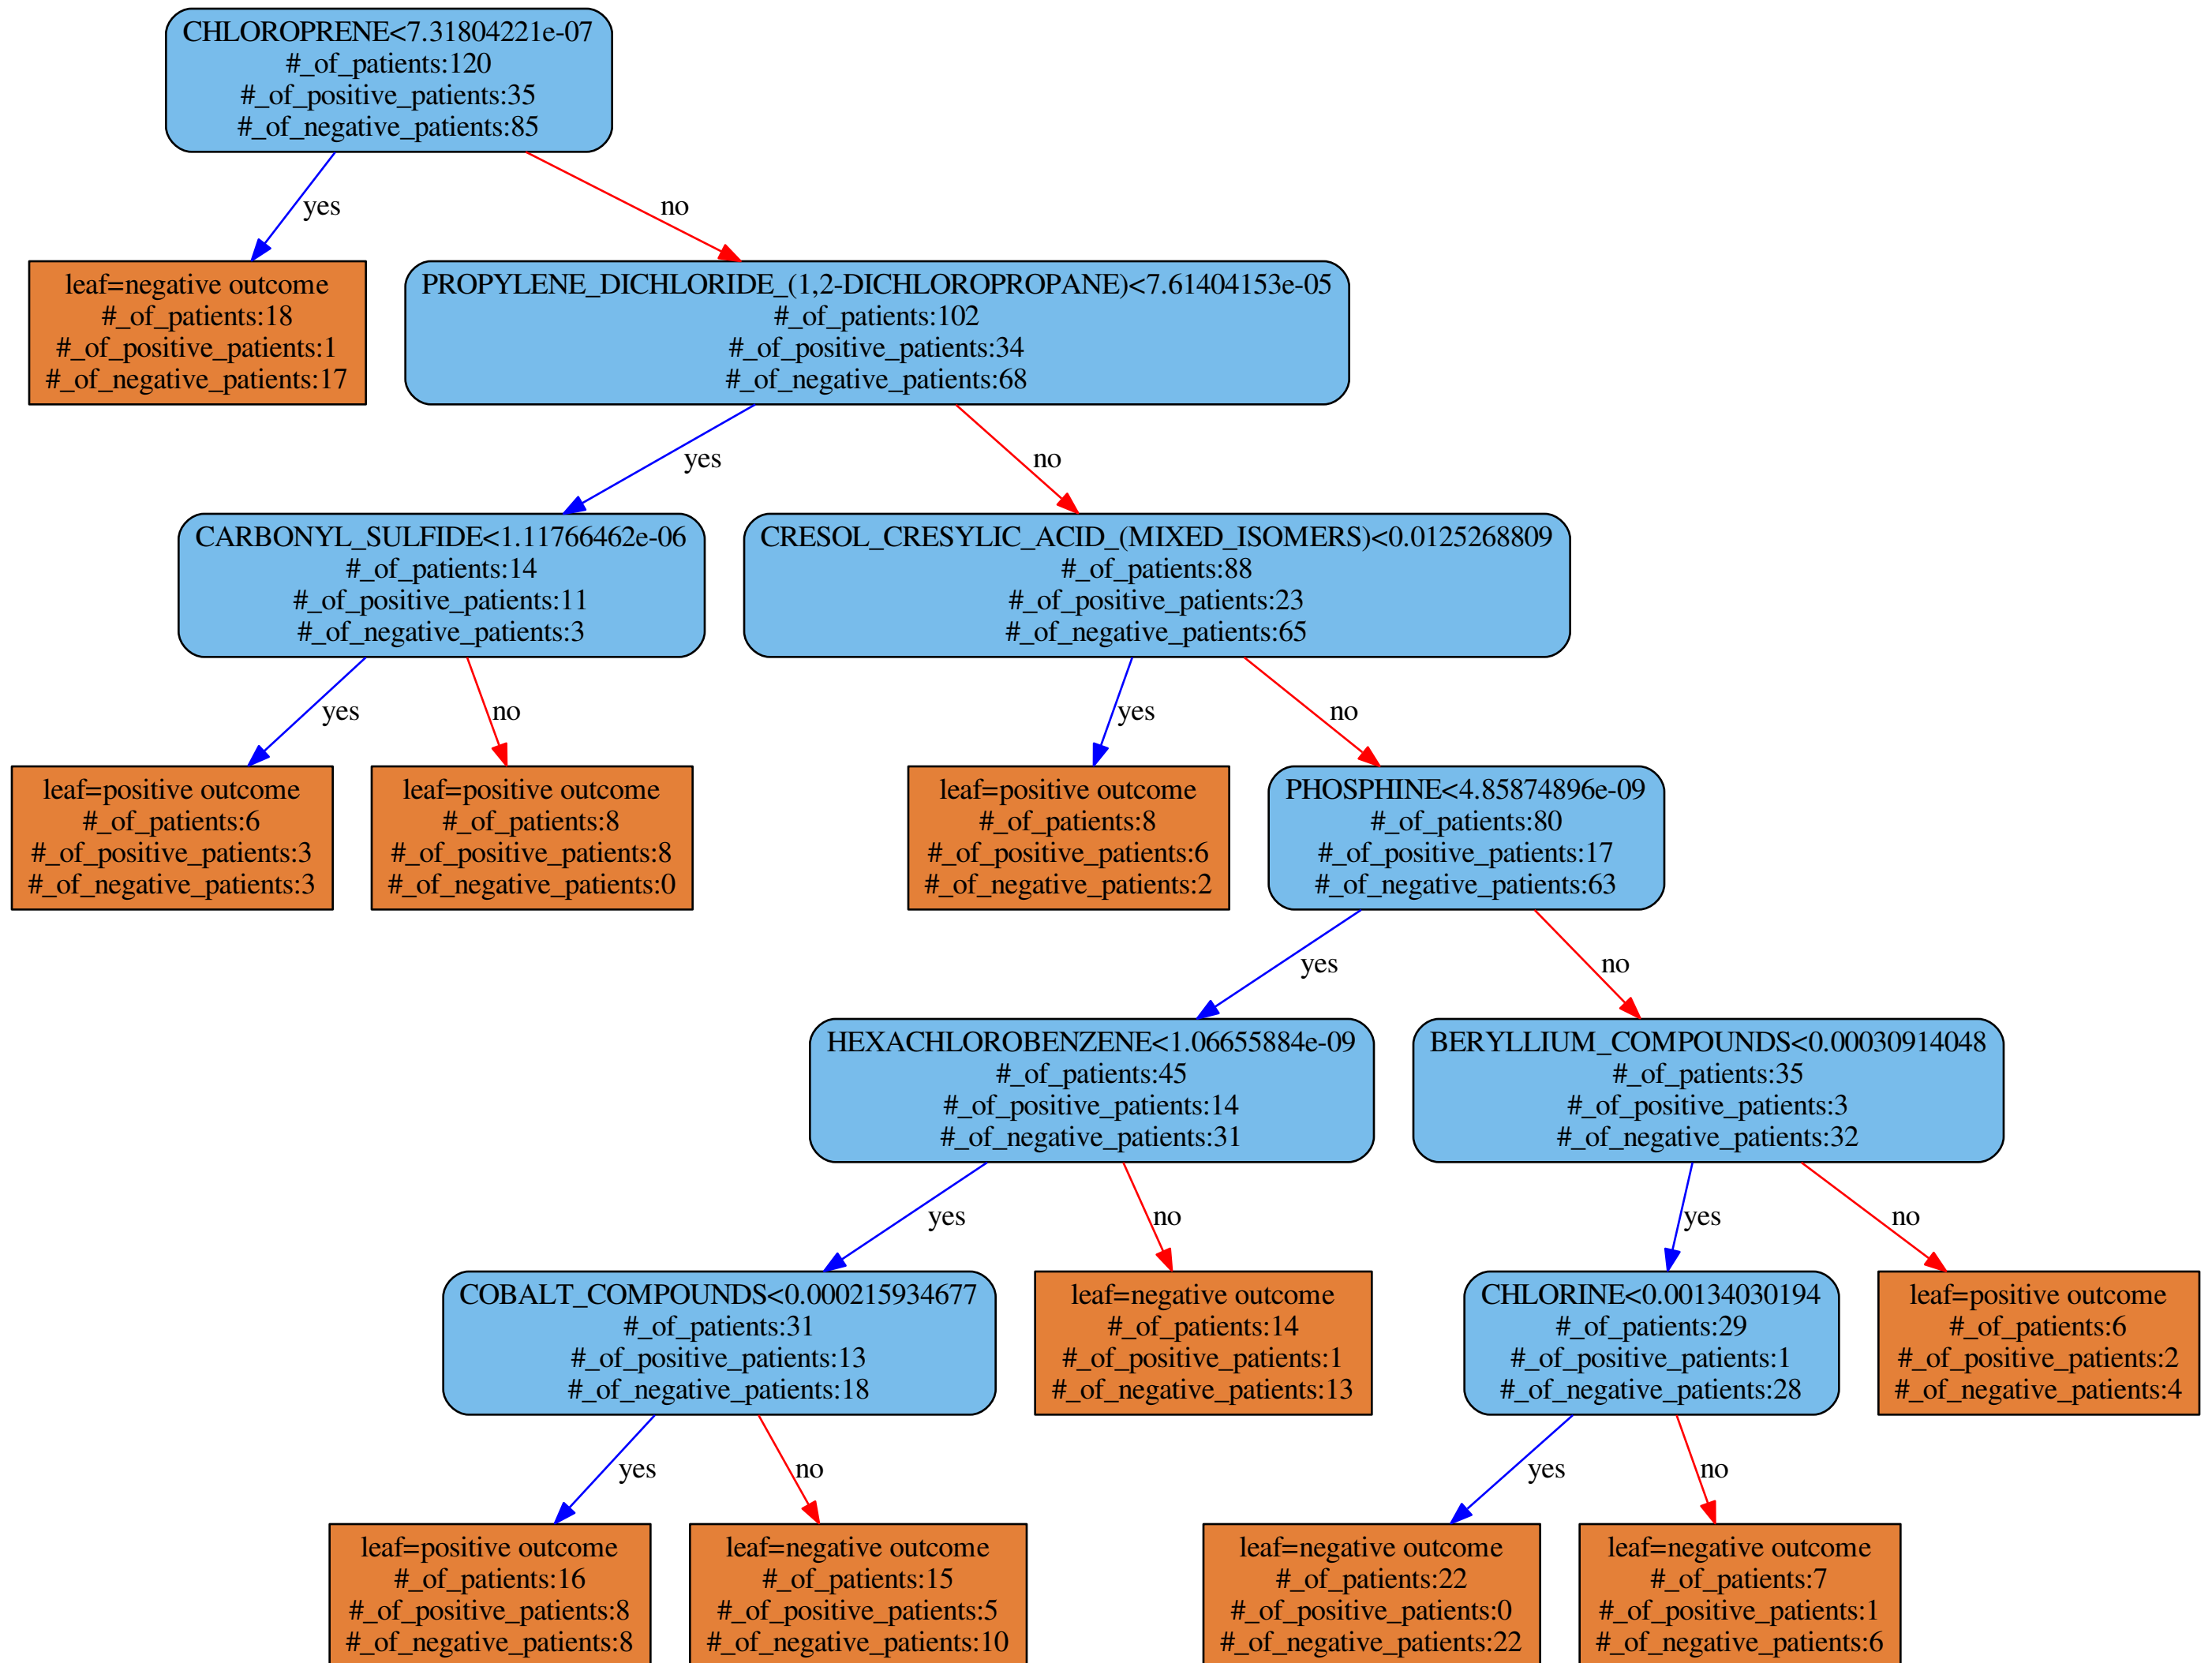 CHLOROPRENE<7.31804221e-07
#_of_patients:120
#_of_positive_patients:35
#_of_negative_patients:85
yes
no
leaf=negative outcome
#_of_patients:18
#_of_positive_patients:1
#_of_negative_patients:17
PROPYLENE_DICHLORIDE_(1,2-DICHLOROPROPANE)<7.61404153e-05
#_of_patients:102
#_of_positive_patients:34
#_of_negative_patients:68
yes
no
CARBONYL_SULFIDE<1.11766462e-06
#_of_patients:14
#_of_positive_patients:11
#_of_negative_patients:3
CRESOL_CRESYLIC_ACID_(MIXED_ISOMERS)<0.0125268809
#_of_patients:88
#_of_positive_patients:23
#_of_negative_patients:65
yes
no
yes
no
leaf=positive outcome
#_of_patients:6
#_of_positive_patients:3
#_of_negative_patients:3
leaf=positive outcome
#_of_patients:8
#_of_positive_patients:8
#_of_negative_patients:0
leaf=positive outcome
#_of_patients:8
#_of_positive_patients:6
#_of_negative_patients:2
PHOSPHINE<4.85874896e-09
#_of_patients:80
#_of_positive_patients:17
#_of_negative_patients:63
yes
no
HEXACHLOROBENZENE<1.06655884e-09
#_of_patients:45
#_of_positive_patients:14
#_of_negative_patients:31
BERYLLIUM_COMPOUNDS<0.00030914048
#_of_patients:35
#_of_positive_patients:3
#_of_negative_patients:32
yes
no
yes
no
COBALT_COMPOUNDS<0.000215934677
#_of_patients:31
#_of_positive_patients:13
#_of_negative_patients:18
leaf=negative outcome
#_of_patients:14
#_of_positive_patients:1
#_of_negative_patients:13
CHLORINE<0.00134030194
#_of_patients:29
#_of_positive_patients:1
#_of_negative_patients:28
leaf=positive outcome
#_of_patients:6
#_of_positive_patients:2
#_of_negative_patients:4
yes
no
yes
no
leaf=positive outcome
#_of_patients:16
#_of_positive_patients:8
#_of_negative_patients:8
leaf=negative outcome
#_of_patients:15
#_of_positive_patients:5
#_of_negative_patients:10
leaf=negative outcome
#_of_patients:22
#_of_positive_patients:0
#_of_negative_patients:22
leaf=negative outcome
#_of_patients:7
#_of_positive_patients:1
#_of_negative_patients:6